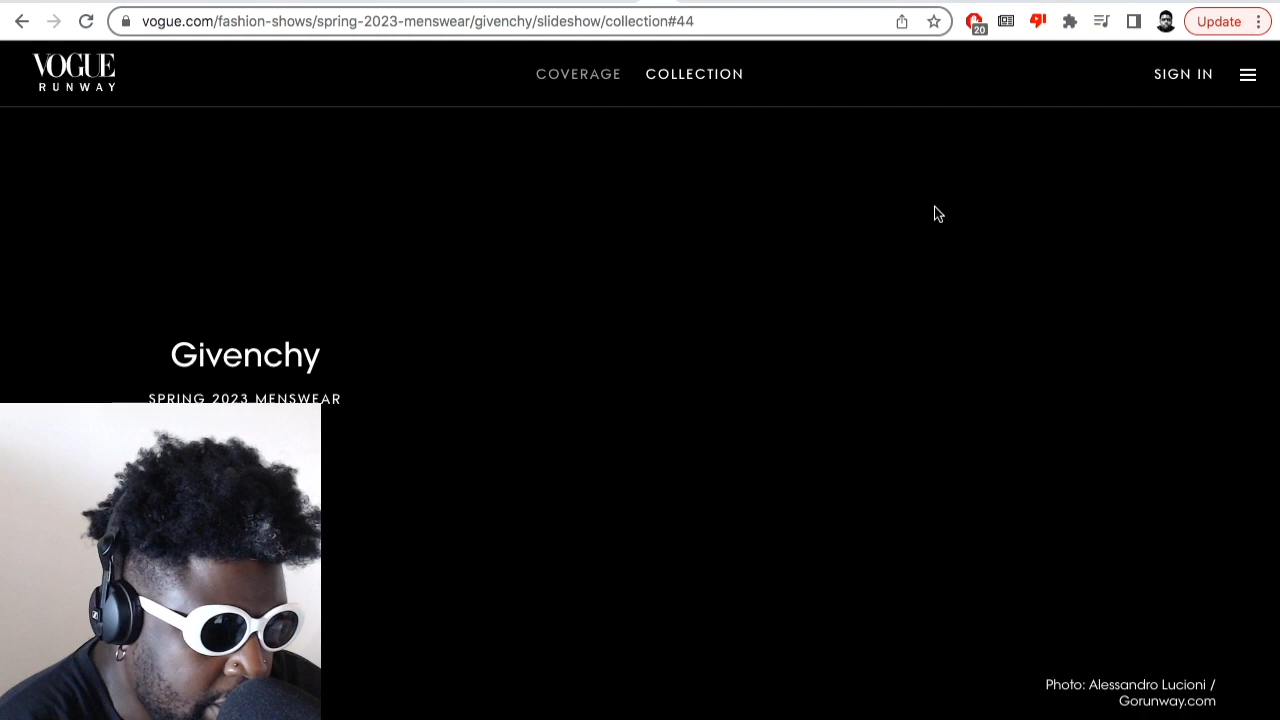 vogue.com/fashion-shows/spring-2023-menswear/givenchy/slideshow/collection#44
20
Update
VOGUE
RUNWAY
COVERAGE
COLLECTION
SIGN IN
Givenchy
SPRING 2023 MENSWEAR
Photo: Alessandro Lucioni /
Gorunway.com